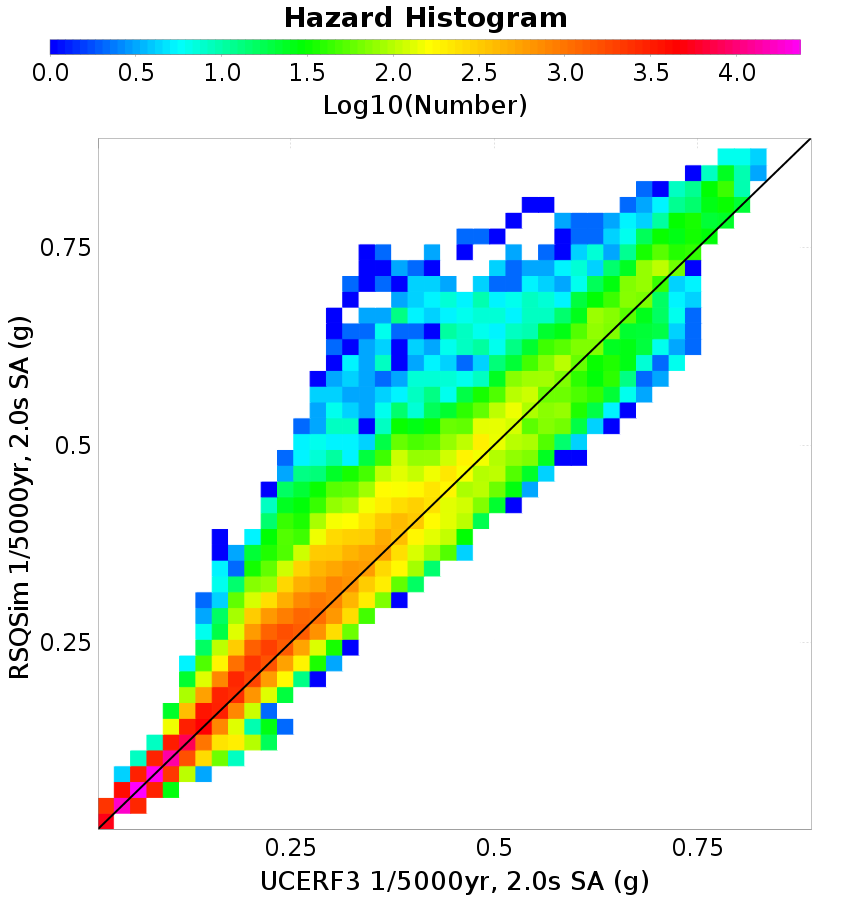 Hazard Histogram
0.0 0.5 1.0 1.5 2.0 2.5 3.0 3.5 4.0
Log10(Number)
0.75
0.5
0.25
RSQSim 1/5000yr, 2.0s SA (g)
0.25 0.5 0.75
UCERF3 1/5000yr, 2.0s SA (g)